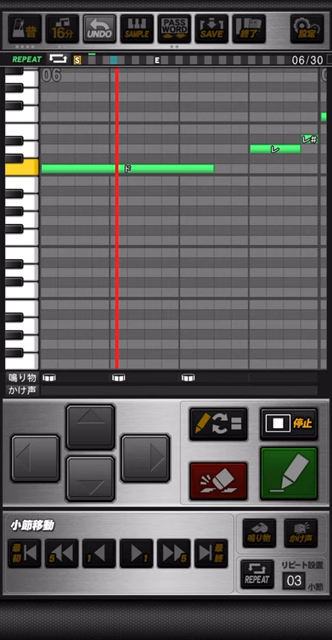 音 16分 UNDO SAMPLE PASS WORD SAVE 終了 設定
REPEAT S E 06/30
06
レ#
レ
ド
鳴り物
かけ声
停止
小節移動
最初 5 1 1 5 最終
鳴り物 かけ声
REPEAT リピート設置 03 小節